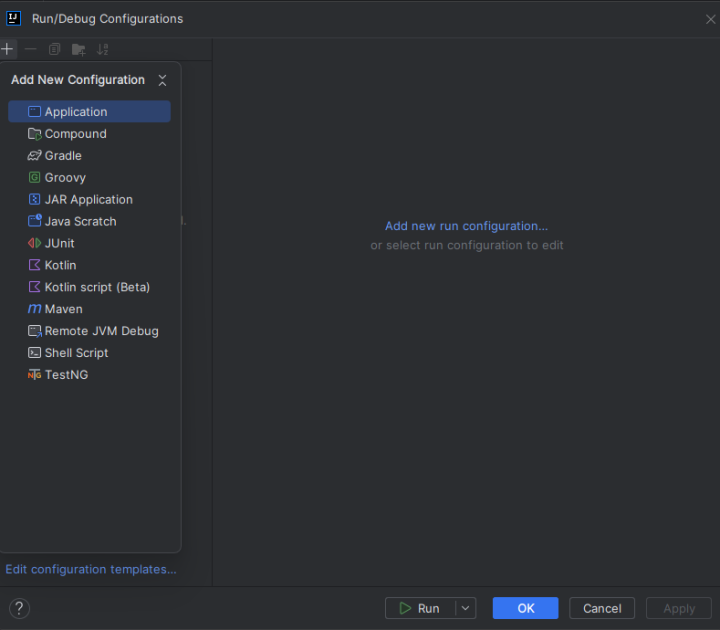 Run/Debug Configurations
Add New Configuration
Application
Compound
Gradle
Groovy
JAR Application
Java Scratch
JUnit
Kotlin
Kotlin script (Beta)
Maven
Remote JVM Debug
Shell Script
TestNG
Add new run configuration...
or select run configuration to edit
Edit configuration templates...
? Run OK Cancel Apply